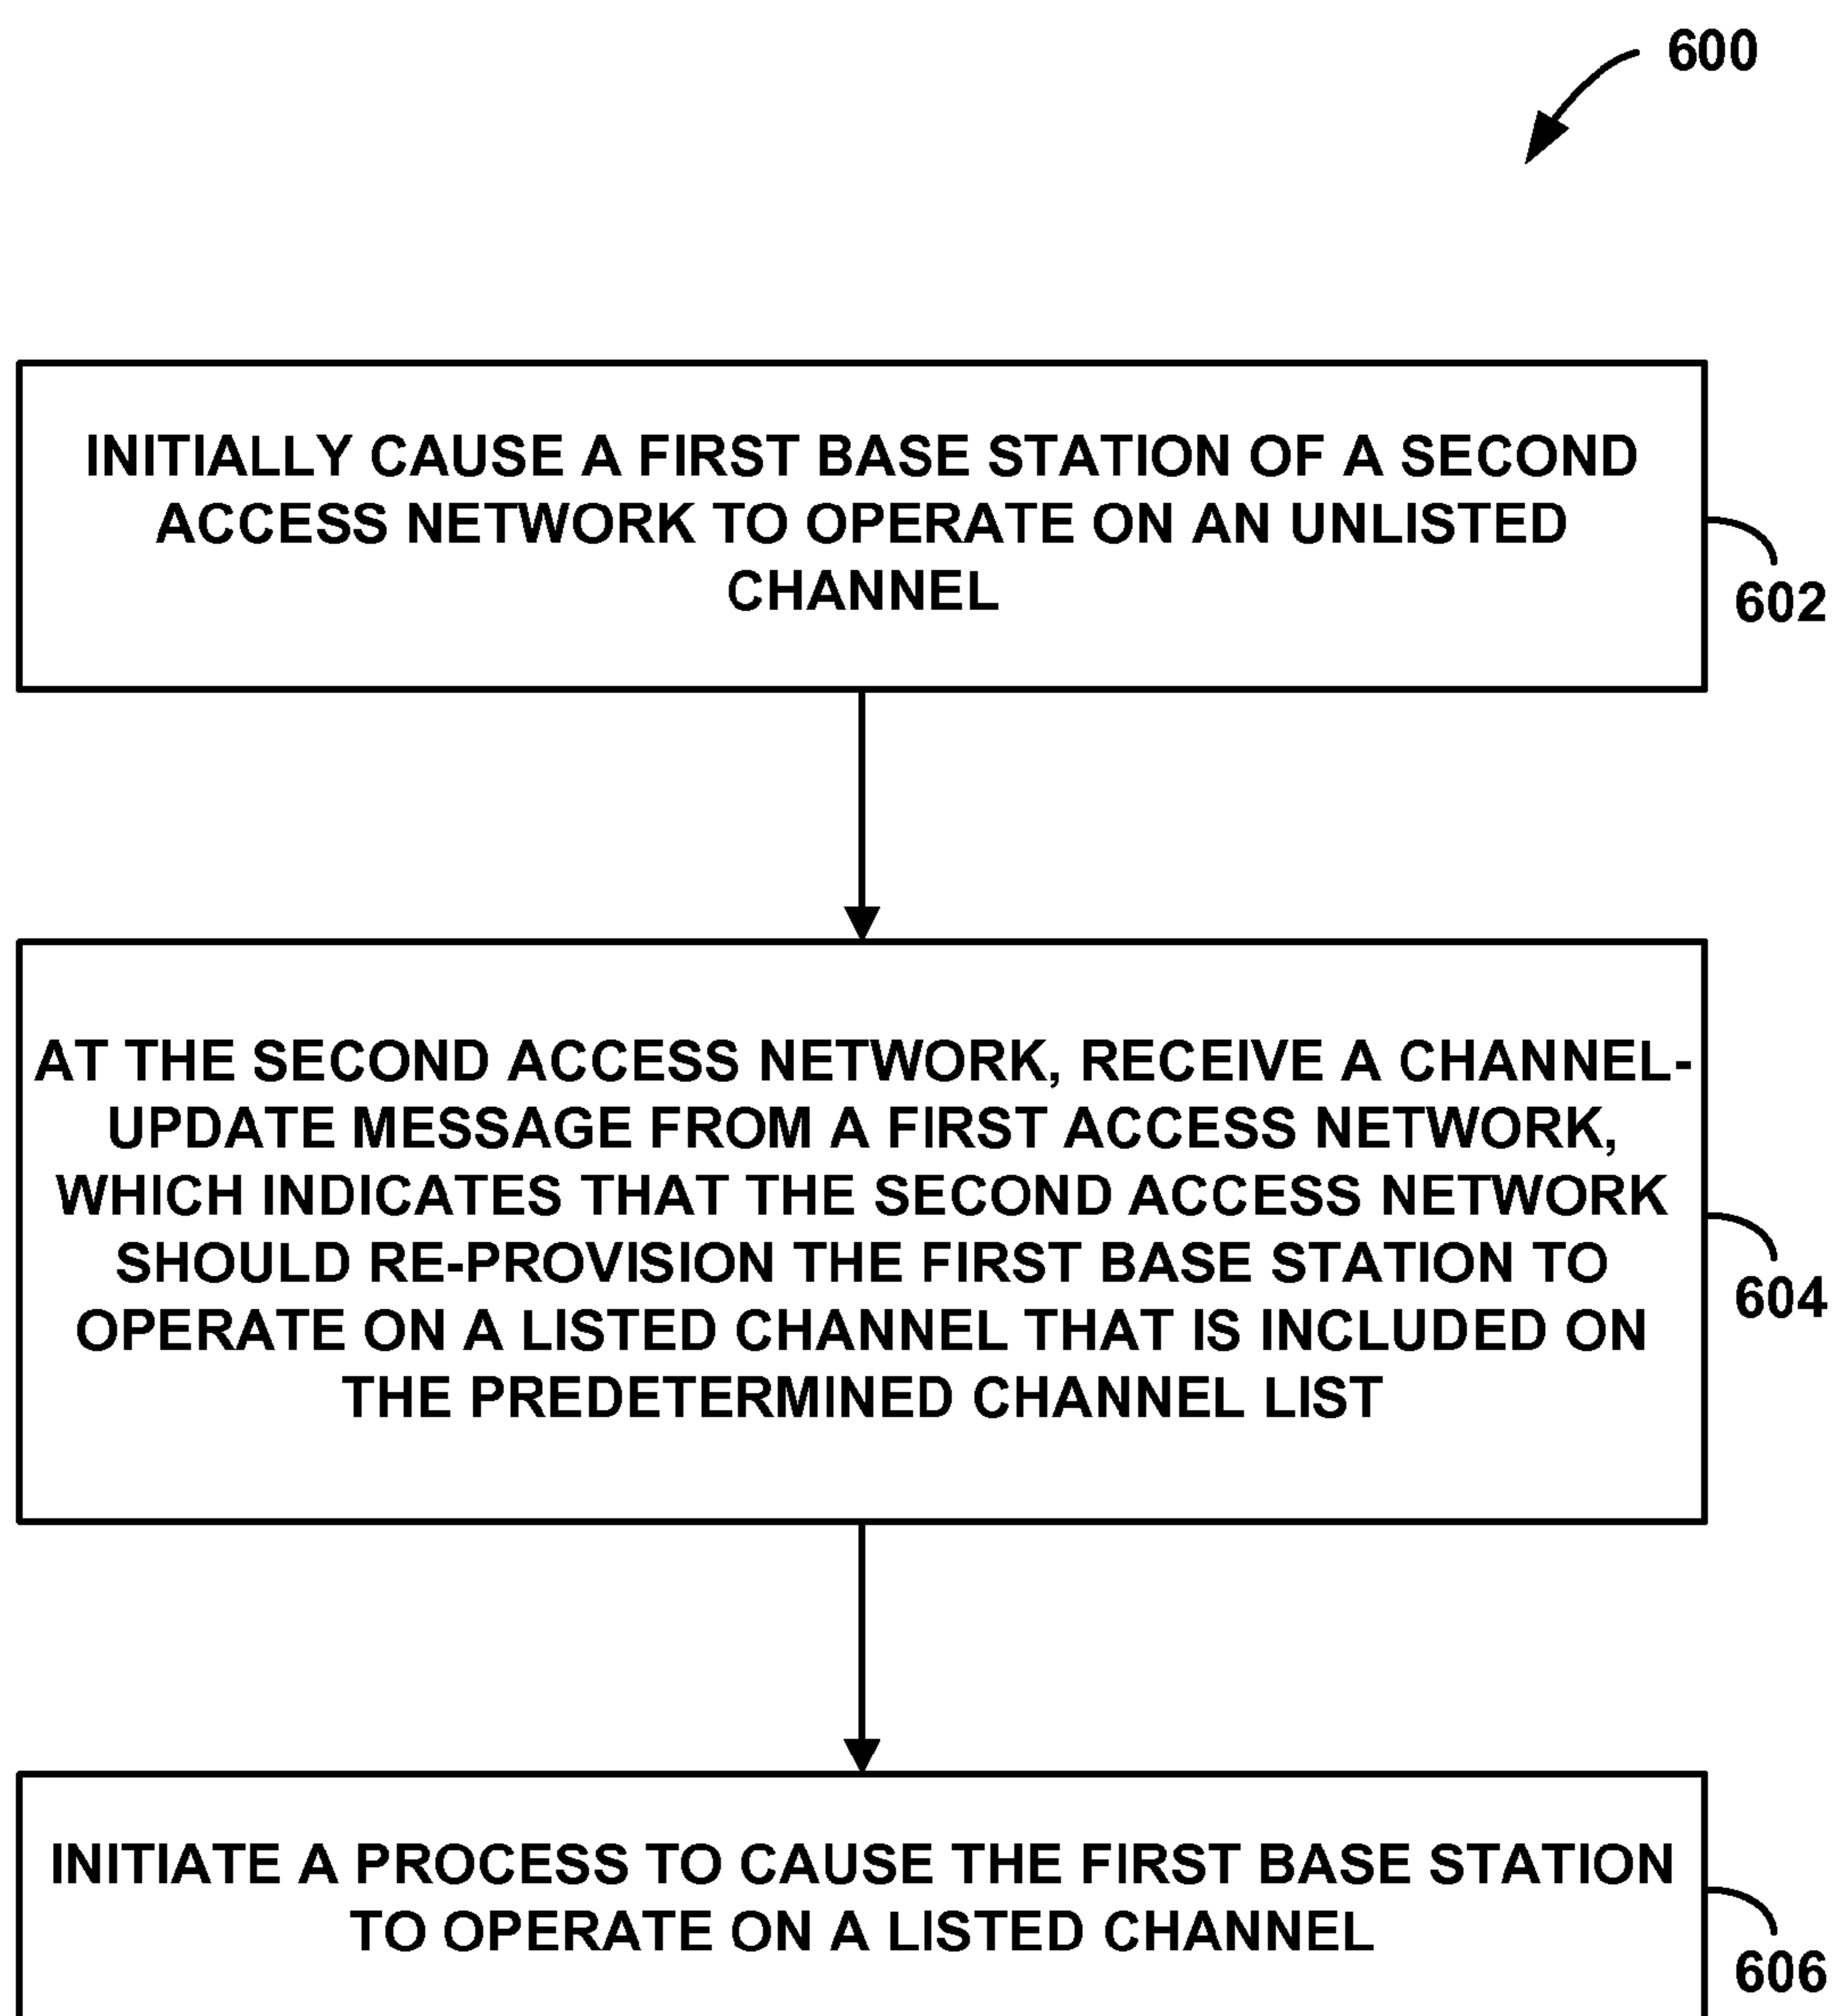 600
INITIALLY CAUSE A FIRST BASE STATION OF A SECOND
ACCESS NETWORK TO OPERATE ON AN UNLISTED
CHANNEL
602
AT THE SECOND ACCESS NETWORK, RECEIVE A CHANNEL-
UPDATE MESSAGE FROM A FIRST ACCESS NETWORK,
WHICH INDICATES THAT THE SECOND ACCESS NETWORK
SHOULD RE-PROVISION THE FIRST BASE STATION TO
OPERATE ON A LISTED CHANNEL THAT IS INCLUDED ON
THE PREDETERMINED CHANNEL LIST
604
INITIATE A PROCESS TO CAUSE THE FIRST BASE STATION
TO OPERATE ON A LISTED CHANNEL
606